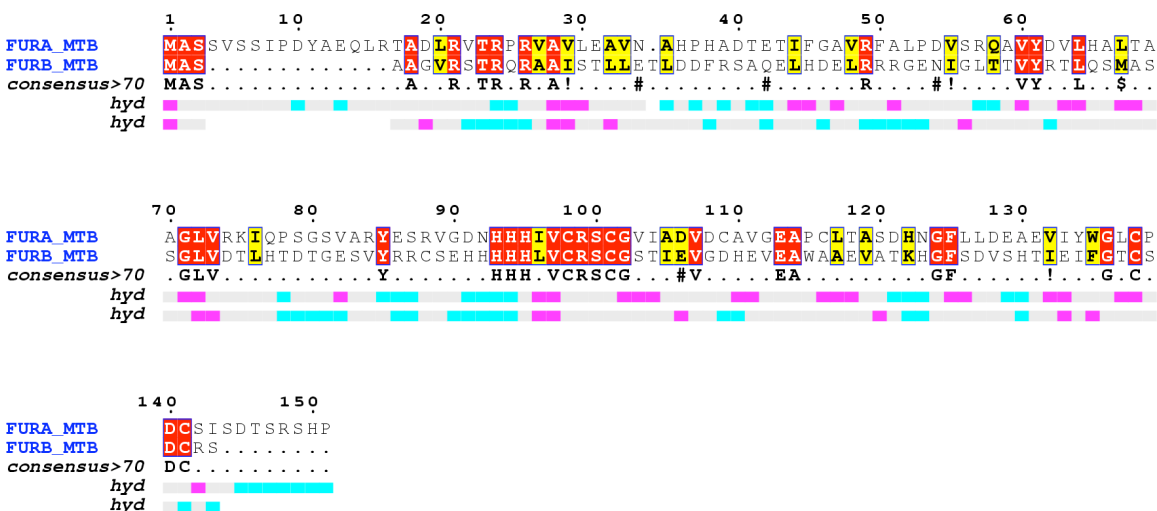 1 10 20 30 40 50 60
FURA_MTB MASSVSSIPDYAEQLRTADLRVTRPRVAVLEAVN.AHPHADTETIFGAVRFALPDVSRQAVYDVLHALTA
FURB_MTB MAS.............AAGVRSTRQRAAISTLLETLDDFRSAQELHDELRRRGENIGLTTVYRTLQSMAS
consensus>70 MAS..............A..R.TR.R.A!....#........#......R....#!....VY..L..$..
hyd
hyd
70 80 90 100 110 120 130
FURA_MTB AGLVRKIQPSGSVARYESRVGDNHHHIVCRSCGVIADVDCAVGEAPCLTASDHNGFLLDEAEVIYWGLCP
FURB_MTB SGLVDTLHTDTGESVYRRCSEHHHHHLVCRSCGSTIEVGDHEVEAWAAEVATKHGFSDVSHTIEIFGTCS
consensus>70 .GLV...........Y.......HHH.VCRSCG...#V.....EA.........GF......!...G.C.
hyd
hyd
140 150
FURA_MTB DCSISDTSRSHP
FURB_MTB DCRS........
consensus>70 DC..........
hyd
hyd